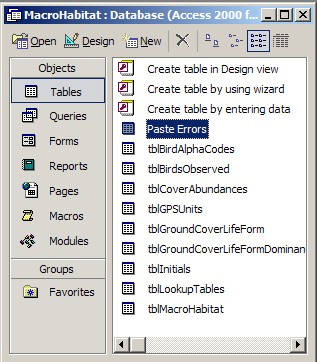 MacroHabitat : Database (Access 2000 f...
Open Design New
Objects
Tables
Queries
Forms
Reports
Pages
Macros
Modules
Groups
Favorites
Create table in Design view
Create table by using wizard
Create table by entering data
Paste Errors
tblBirdAlphaCodes
tblBirdsObserved
tblCoverAbundances
tblGPSUnits
tblGroundCoverLifeForm
tblGroundCoverLifeFormDominan
tblInitials
tblLookupTables
tblMacroHabitat